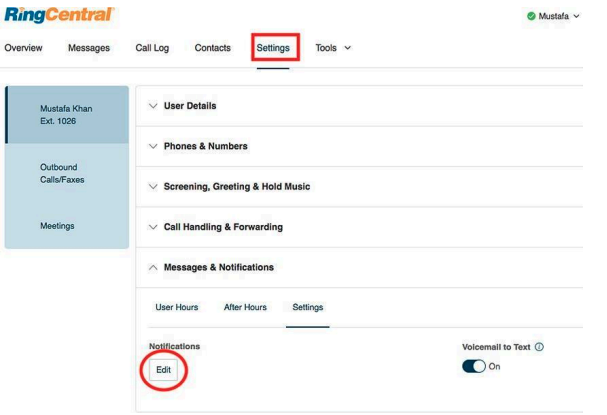 RingCentral
Mustafa
Overview Messages Call Log Contacts Settings Tools
Mustafa Khan
Ext. 1026
Outbound
Calls/Faxes
Meetings
User Details
Phones & Numbers
Screening, Greeting & Hold Music
Call Handling & Forwarding
Messages & Notifications
User Hours After Hours Settings
Notifications
Edit
Voicemail to Text
On